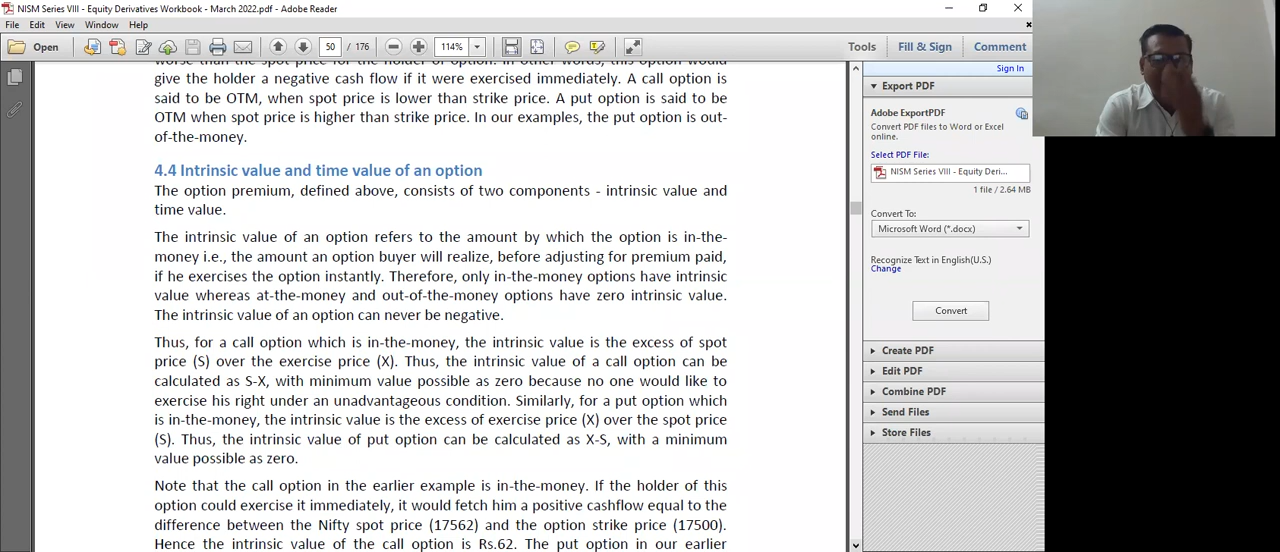 NISM Series VIII - Equity Derivatives Workbook - March 2022.pdf - Adobe Reader
File Edit View Window Help
Open 50 / 176 114% Tools Fill & Sign Comment
worse than the spot price for the holder of option. In other words, this option would
give the holder a negative cash flow if it were exercised immediately. A call option is
said to be OTM, when spot price is lower than strike price. A put option is said to be
OTM when spot price is higher than strike price. In our examples, the put option is out-
of-the-money.
4.4 Intrinsic value and time value of an option
The option premium, defined above, consists of two components - intrinsic value and
time value.
The intrinsic value of an option refers to the amount by which the option is in-the-
money i.e., the amount an option buyer will realize, before adjusting for premium paid,
if he exercises the option instantly. Therefore, only in-the-money options have intrinsic
value whereas at-the-money and out-of-the-money options have zero intrinsic value.
The intrinsic value of an option can never be negative.
Thus, for a call option which is in-the-money, the intrinsic value is the excess of spot
price (S) over the exercise price (X). Thus, the intrinsic value of a call option can be
calculated as S-X, with minimum value possible as zero because no one would like to
exercise his right under an unadvantageous condition. Similarly, for a put option which
is in-the-money, the intrinsic value is the excess of exercise price (X) over the spot price
(S). Thus, the intrinsic value of put option can be calculated as X-S, with a minimum
value possible as zero.
Note that the call option in the earlier example is in-the-money. If the holder of this
option could exercise it immediately, it would fetch him a positive cashflow equal to the
difference between the Nifty spot price (17562) and the option strike price (17500).
Hence the intrinsic value of the call option is Rs.62. The put option in our earlier
Sign In
Export PDF
Adobe ExportPDF
Convert PDF files to Word or Excel
online.
Select PDF File:
NISM Series VIII - Equity Deri...
1 file / 2.64 MB
Convert To:
Microsoft Word (*.docx)
Recognize Text in English(U.S.)
Change
Convert
Create PDF
Edit PDF
Combine PDF
Send Files
Store Files